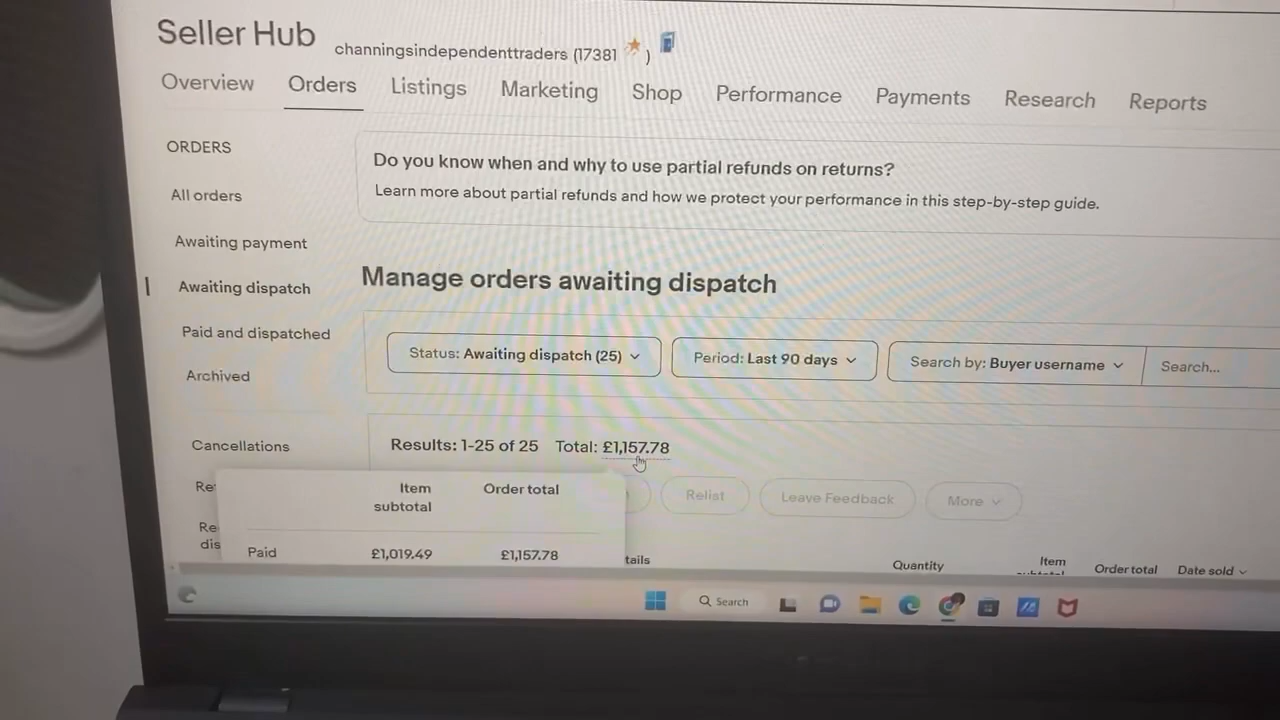 Seller Hub
channingsindependenttraders (17381 )
Overview Orders Listings Marketing Shop Performance Payments Research Reports
ORDERS
Do you know when and why to use partial refunds on returns?
Learn more about partial refunds and how we protect your performance in this step-by-step guide.
All orders
Awaiting payment
Awaiting dispatch
Manage orders awaiting dispatch
Paid and dispatched
Status: Awaiting dispatch (25) Period: Last 90 days Search by: Buyer username Search...
Archived
Cancellations
Results: 1-25 of 25 Total: £1,157.78
Re
Item
subtotal
Order total
Relist Leave Feedback More
Re
dis
Paid £1,019.49 £1,157.78
tails
Quantity
Item
Order total Date sold
Search